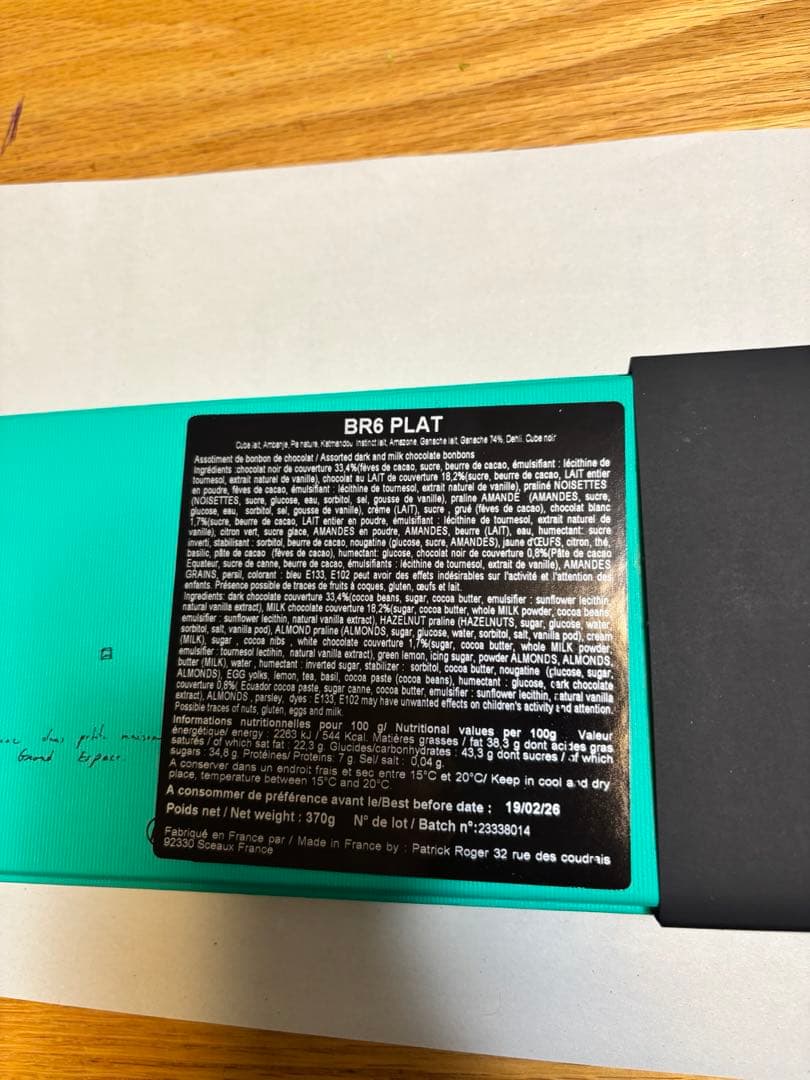 BR6 PLAT
Cube lait, Ambanje, Pa nature, Katmandou Instinct lait, Amazone, Ganache lait, Ganache 74%, Dehli, Cube noir
Assortiment de bonbon de chocolat / Assorted dark and milk chocolate bonbons
Ingrédients :chocolat noir de couverture 33,4%(fèves de cacao, sucre, beurre de cacao, émulsifiant : lécithine de
tournesol, extrait naturel de vanille), chocolat au LAIT de couverture 18,2%(sucre, beurre de cacao, LAIT entier
en poudre, fèves de cacao, émulsifiant : lécithine de tournesol, extrait naturel de vanille), praliné NOISETTES
(NOISETTES, sucre, glucose, eau, sorbitol, sel, gousse de vanille), praline AMANDE (AMANDES, sucre,
glucose, eau, sorbitol, sel, gousse de vanille), crème (LAIT), sucre , grué (fèves de cacao), chocolat blanc
1,7%(sucre, beurre de cacao, LAIT entier en poudre, émulsifiant : lécithine de tournesol, extrait naturel de
vanille), citron vert, sucre glace, AMANDES en poudre, AMANDES, beurre (LAIT), eau, humectant: sucre
inverti, stabilisant : sorbitol, beurre de cacao, nougatine (glucose, sucre, AMANDES), jaune d'ŒUFS, citron, thé,
basilic, pâte de cacao (fèves de cacao), humectant: glucose, chocolat noir de couverture 0,8%(Pâte de cacao
Equateur, sucre de canne, beurre de cacao, émulsifiants : lécithine de tournesol, extrait de vanille), AMANDES
GRAINS, persil, colorant : bleu E133, E102 peut avoir des effets indésirables sur l'activité et l'attention des
enfants. Présence possible de traces de fruits à coques, gluten, œufs et lait.
Ingredients: dark chocolate couverture 33,4%(cocoa beans, sugar, cocoa butter, emulsifier : sunflower lecithin,
natural vanilla extract), MILK chocolate couverture 18,2%(sugar, cocoa butter, whole MILK powder, cocoa beans,
emulsifier : sunflower lecithin, natural vanilla extract), HAZELNUT praline (HAZELNUTS, sugar, glucose, water,
sorbitol, salt, vanilla pod), ALMOND praline (ALMONDS, sugar, glucose, water, sorbitol, salt, vanilla pod), cream
(MILK), sugar , cocoa nibs , white chocolate couverture 1,7%(sugar, cocoa butter, whole MILK powder,
emulsifier : tournesol lectihin, natural vanilla extract), green lemon, icing sugar, powder ALMONDS, ALMONDS,
butter (MILK), water , humectant : inverted sugar, stabilizer : sorbitol, cocoa butter, nougatine (glucose, sugar,
ALMONDS), EGG yolks, lemon, tea, basil, cocoa paste (cocoa beans), humectant : glucose, dark chocolate
couverture 0,8%( Ecuador cocoa paste, sugar canne, cocoa butter, emulsifier : sunflower lecithin, natural vanilla
extract), ALMONDS , parsley, dyes : E133, E102 may have unwanted effects on children's activity and attention.
Possible traces of nuts, gluten, eggs and milk.
Informations nutritionnelles pour 100 g/ Nutritional values per 100g Valeur
énergétique/ energy : 2263 kJ / 544 Kcal. Matières grasses / fat 38,3 g dont acides gras
saturés / of which sat fat : 22,3 g. Glucides/carbonhydrates : 43,3 g dont sucres / of which
sugars : 34,8 g. Protéines/ Proteins: 7 g. Sel/ salt : 0,04 g.
A conserver dans un endroit frais et sec entre 15°C et 20°C/ Keep in cool and dry
place, temperature between 15°C and 20°C.
A consommer de préférence avant le/Best before date : 19/02/26
Poids net / Net weight : 370g N° de lot / Batch n°:23338014
Fabriqué en France par / Made in France by : Patrick Roger 32 rue des coudrais
92330 Sceaux France
dans petite maison
Grand Espace